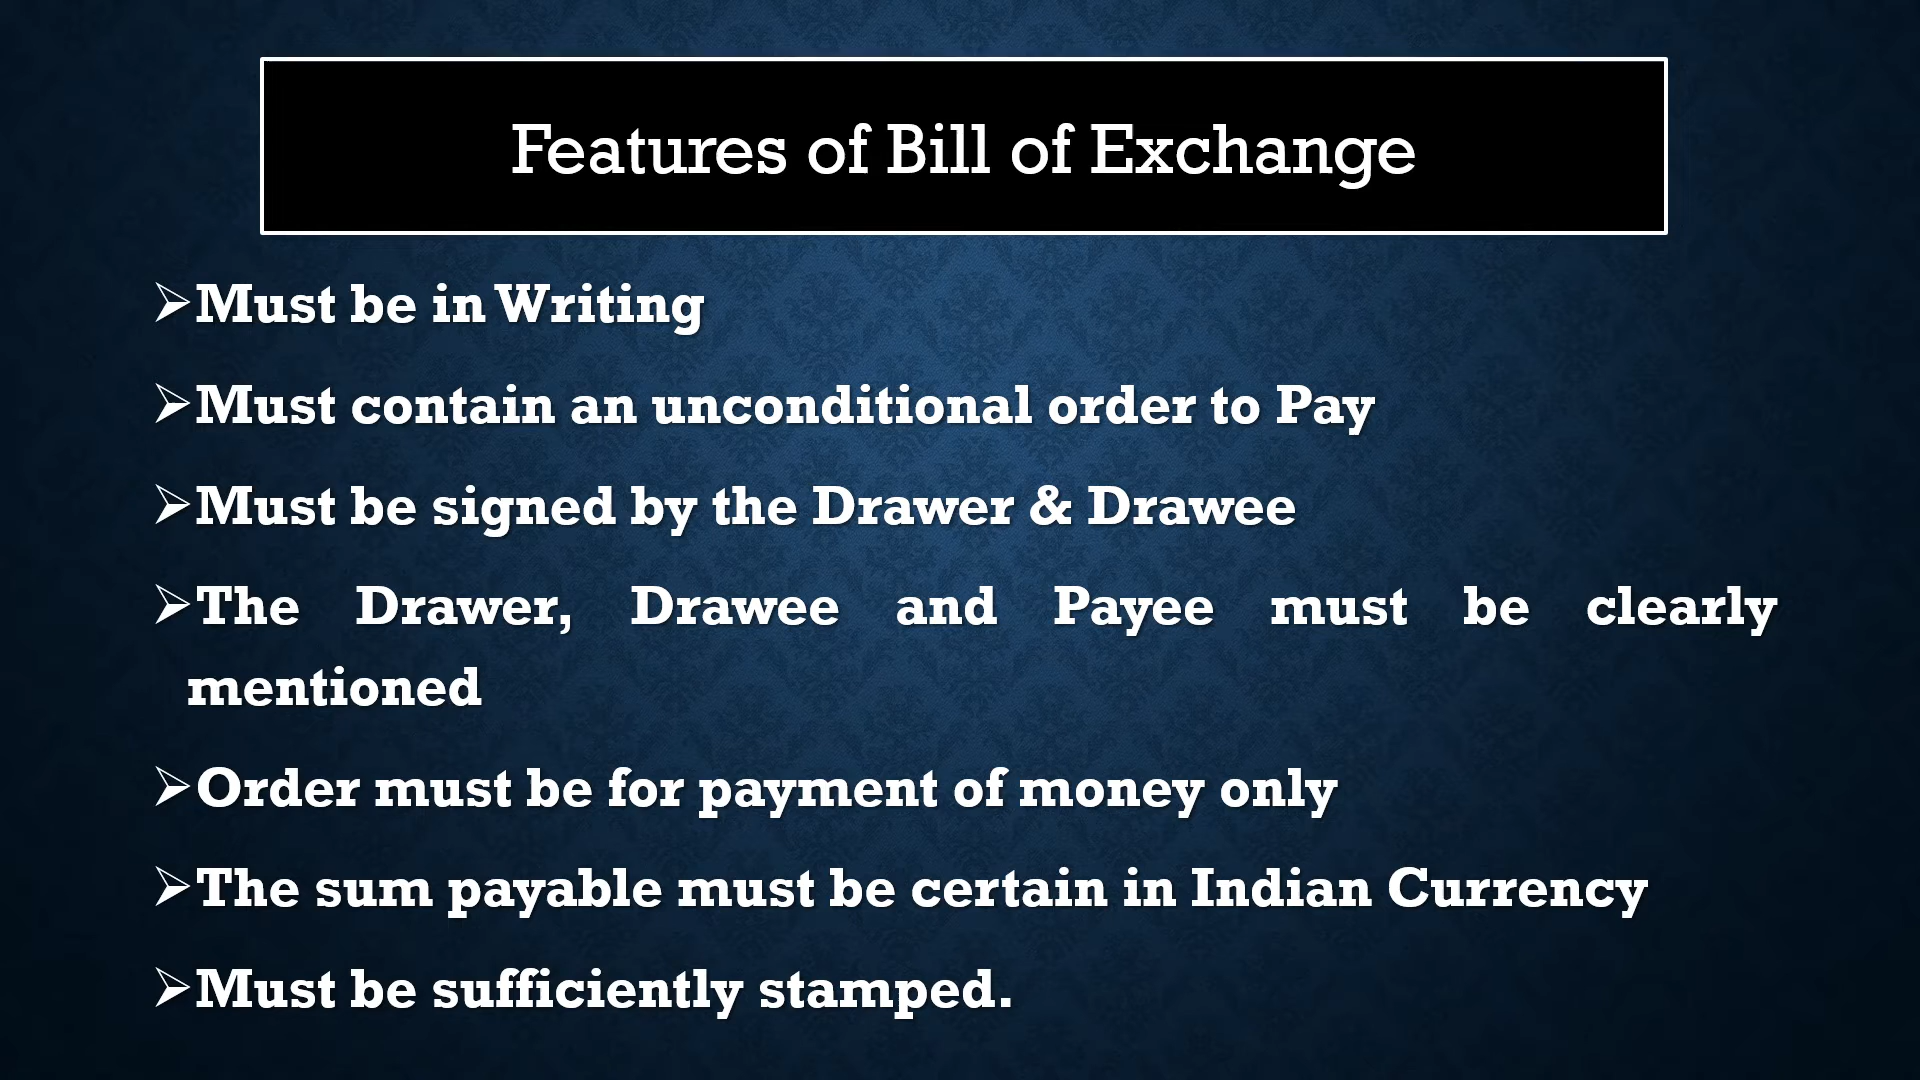 Features of Bill of Exchange
➢Must be in Writing
➢Must contain an unconditional order to Pay
➢Must be signed by the Drawer & Drawee
➢The Drawer, Drawee and Payee must be clearly
mentioned
➢Order must be for payment of money only
➢The sum payable must be certain in Indian Currency
➢Must be sufficiently stamped.